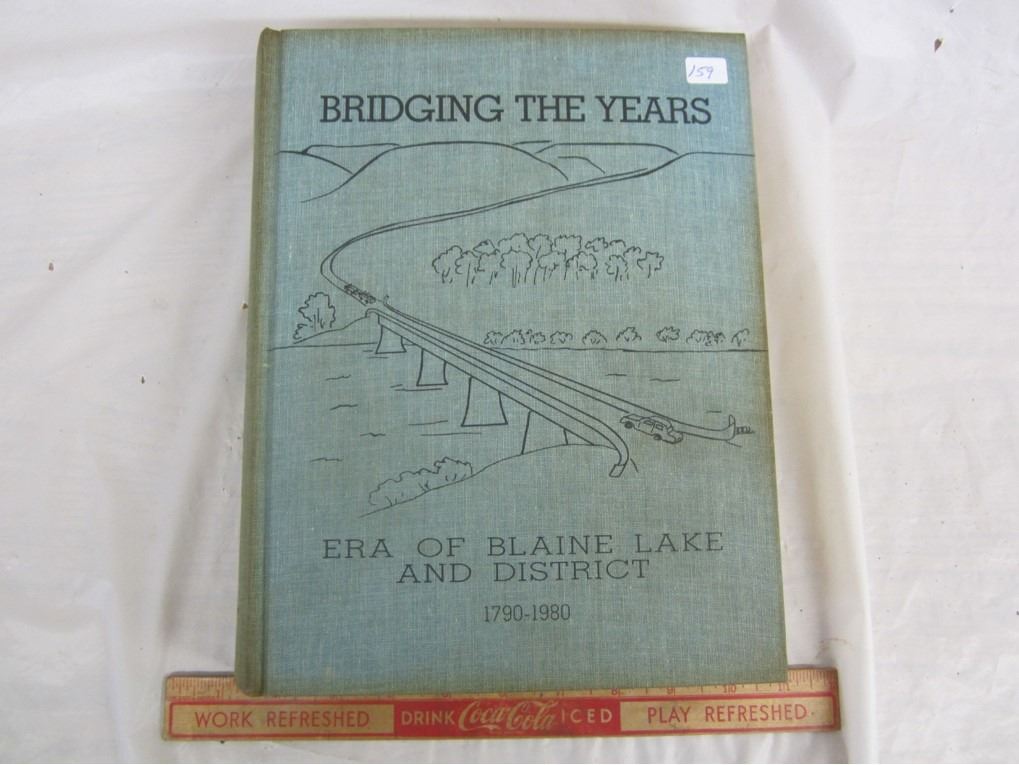 159
BRIDGING THE YEARS
ERA OF BLAINE LAKE
AND DISTRICT
1790-1980
WORK REFRESHED DRINK Coca-Cola ICED PLAY REFRESHED